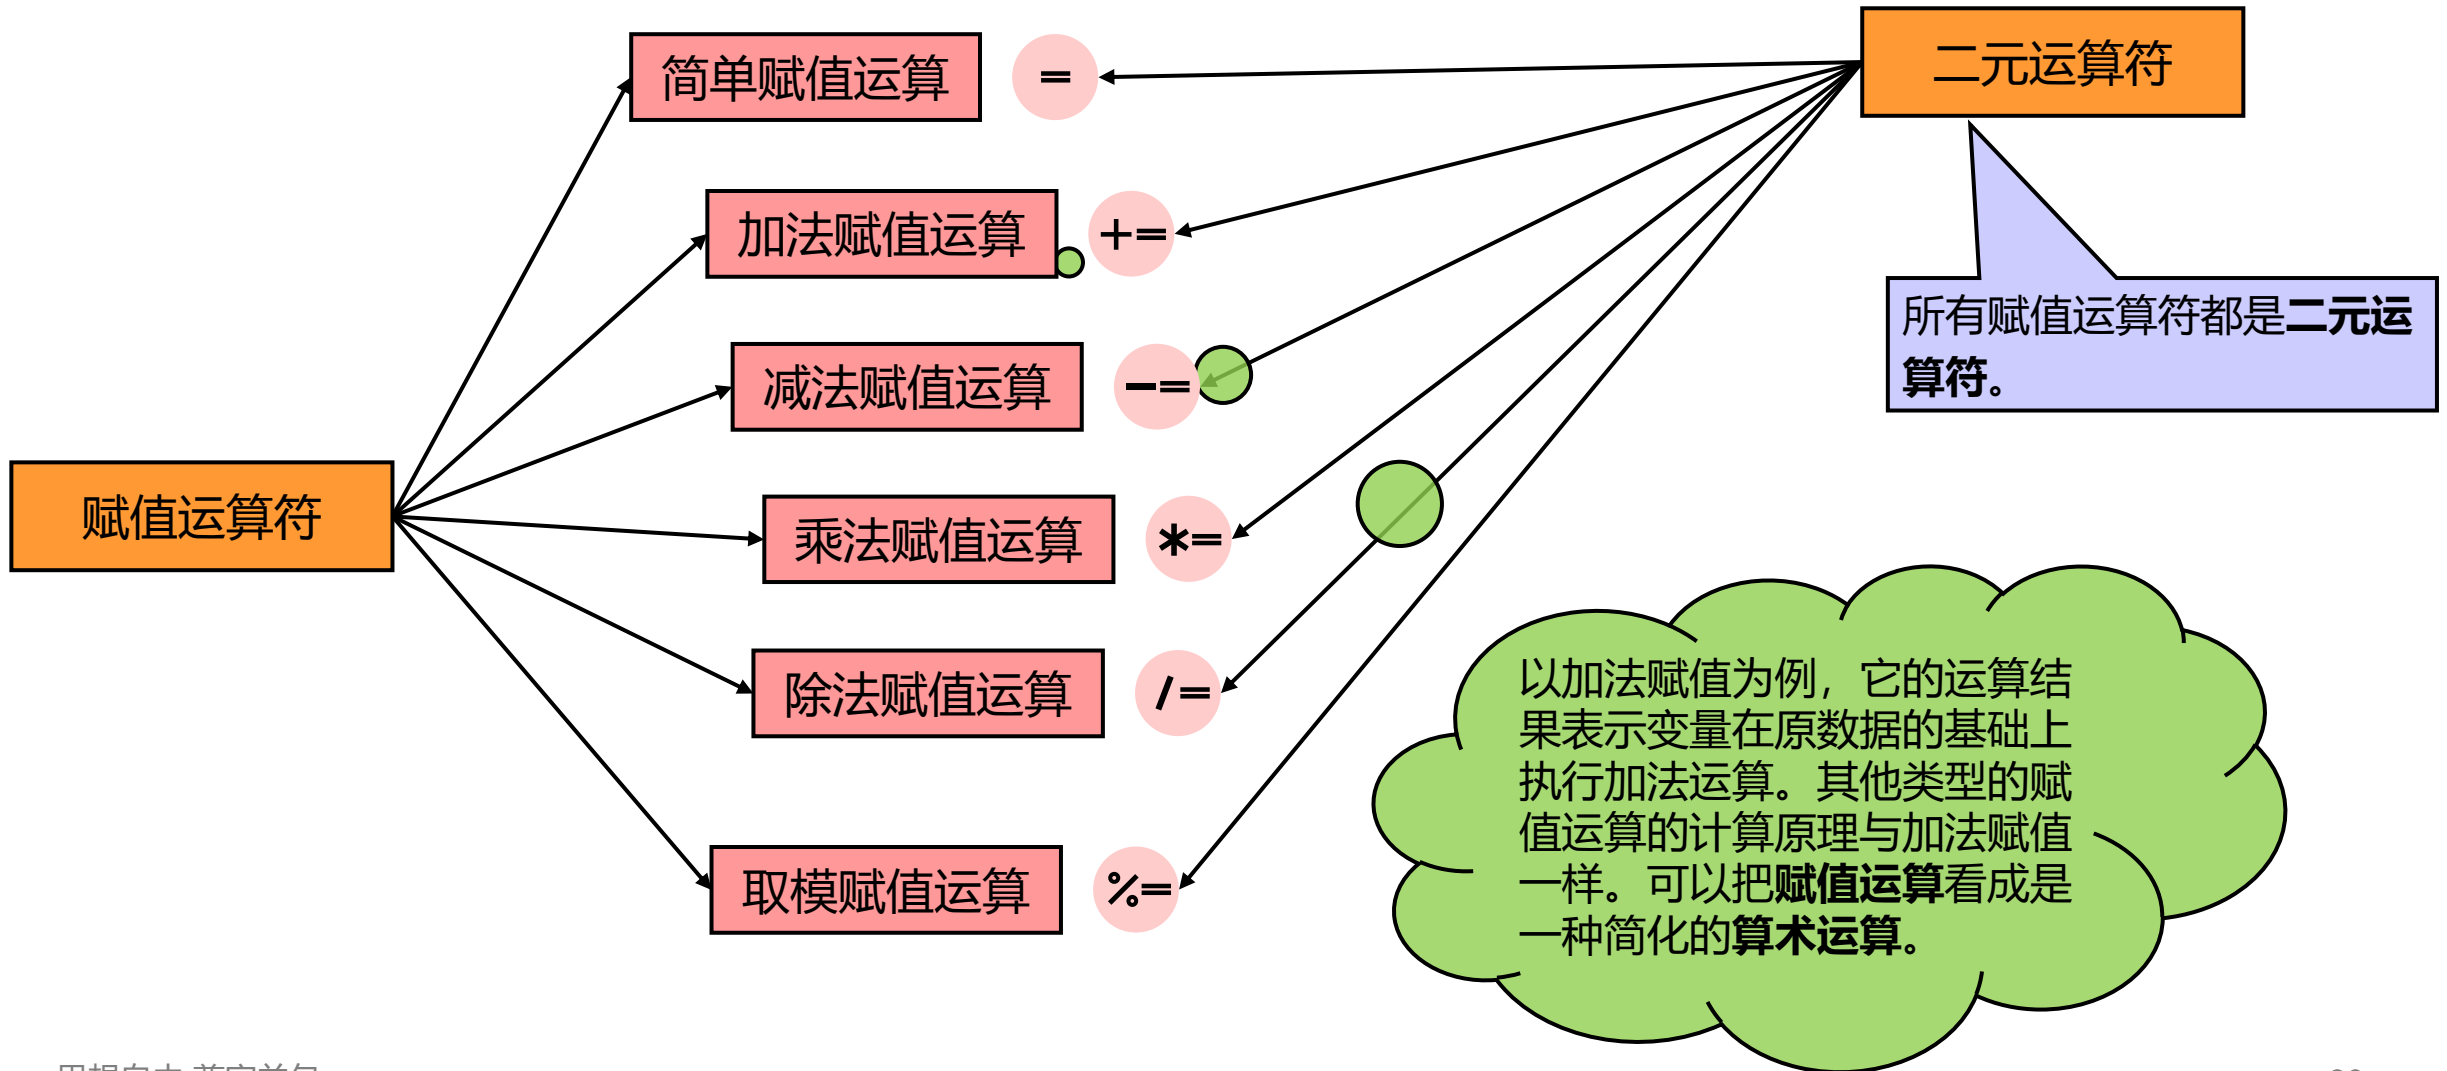 简单赋值运算 =
二元运算符
加法赋值运算 +=
减法赋值运算 -=
所有赋值运算符都是二元运
算符。
赋值运算符
乘法赋值运算 *=
除法赋值运算 /=
取模赋值运算 %=
以加法赋值为例，它的运算结
果表示变量在原数据的基础上
执行加法运算。其他类型的赋
值运算的计算原理与加法赋值
一样。可以把赋值运算看成是
一种简化的算术运算。